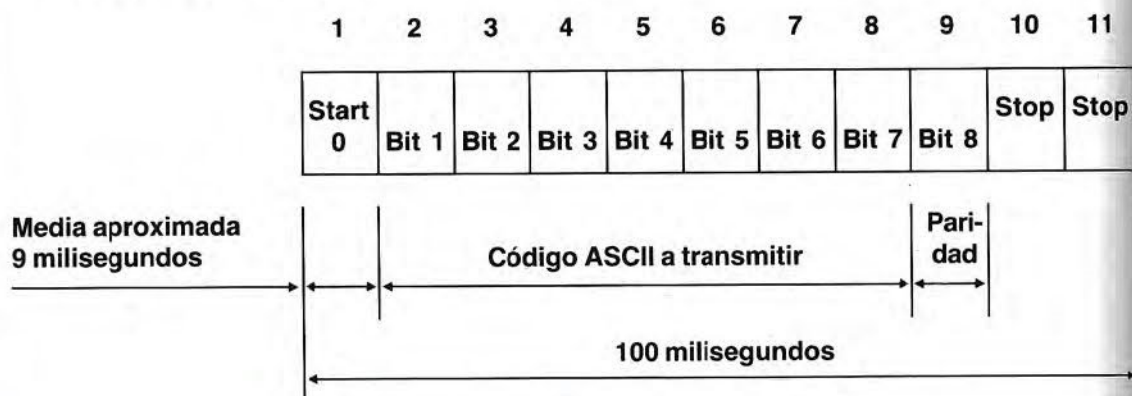 1 2 3 4 5 6 7 8 9 10 11
Start Stop Stop
0 Bit 1 Bit 2 Bit 3 Bit 4 Bit 5 Bit 6 Bit 7 Bit 8
Media aproximada
9 milisegundos
Código ASCII a transmitir
Pari-
dad
100 milisegundos